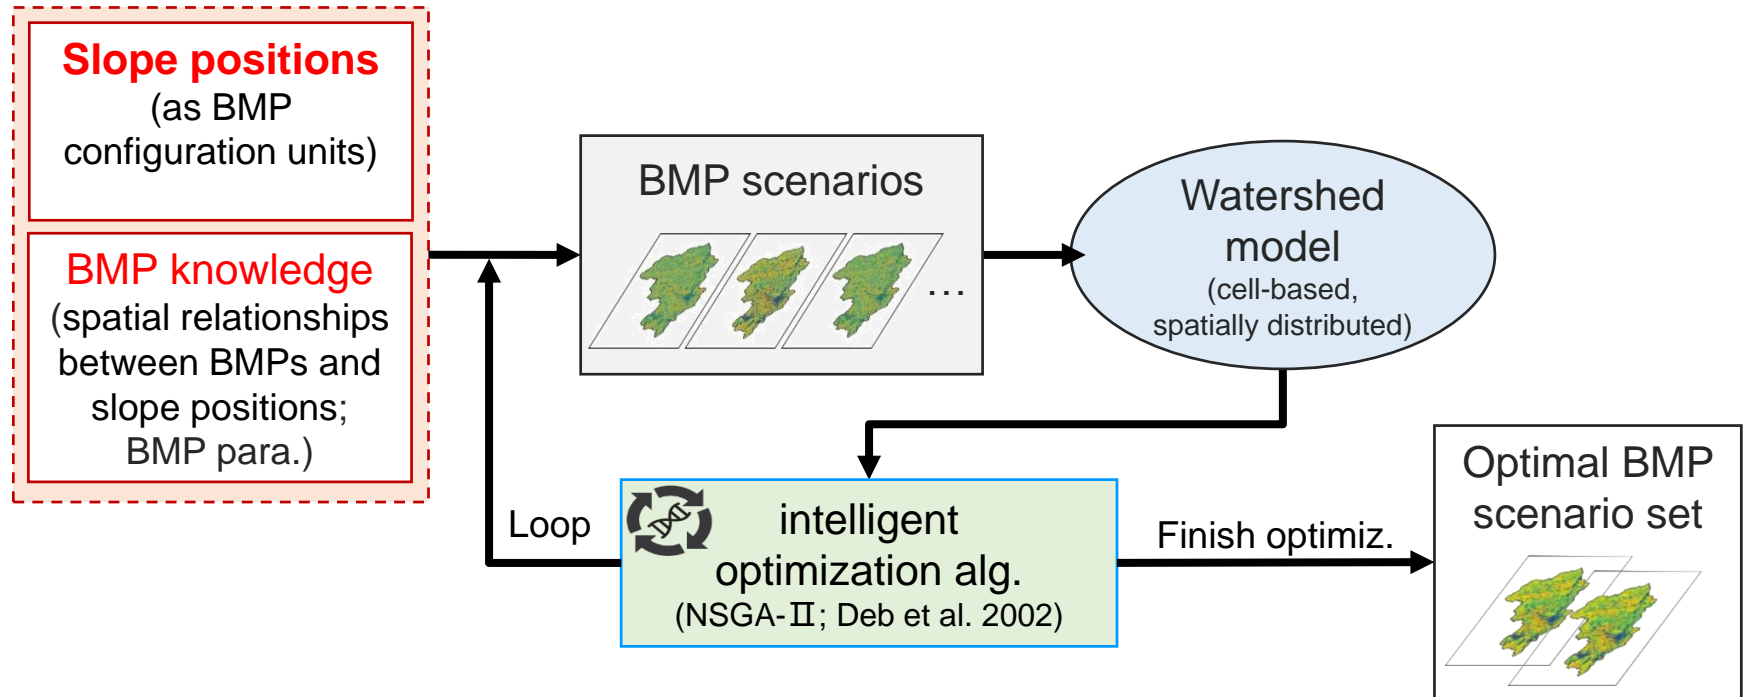 Slope positions
(as BMP
configuration units)
BMP knowledge
(spatial relationships
between BMPs and
slope positions;
BMP para.)
BMP scenarios
...
Watershed
model
(cell-based,
spatially distributed)
Loop
intelligent
optimization alg.
(NSGA-Ⅱ; Deb et al. 2002)
Finish optimiz.
Optimal BMP
scenario set